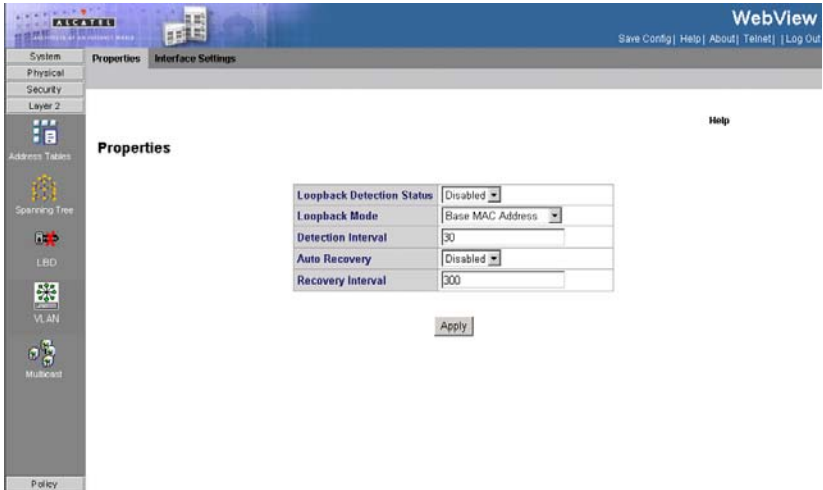 ALCATEL
WebView
Save Config| Help| About| Telnet| | Log Out
System
Physical
Security
Layer 2
Address Tables
Spanning Tree
LBD
VLAN
Multicast
Policy
Properties Interface Settings
Help
Properties
Loopback Detection Status Disabled
Loopback Mode Base MAC Address
Detection Interval 30
Auto Recovery Disabled
Recovery Interval 300
Apply